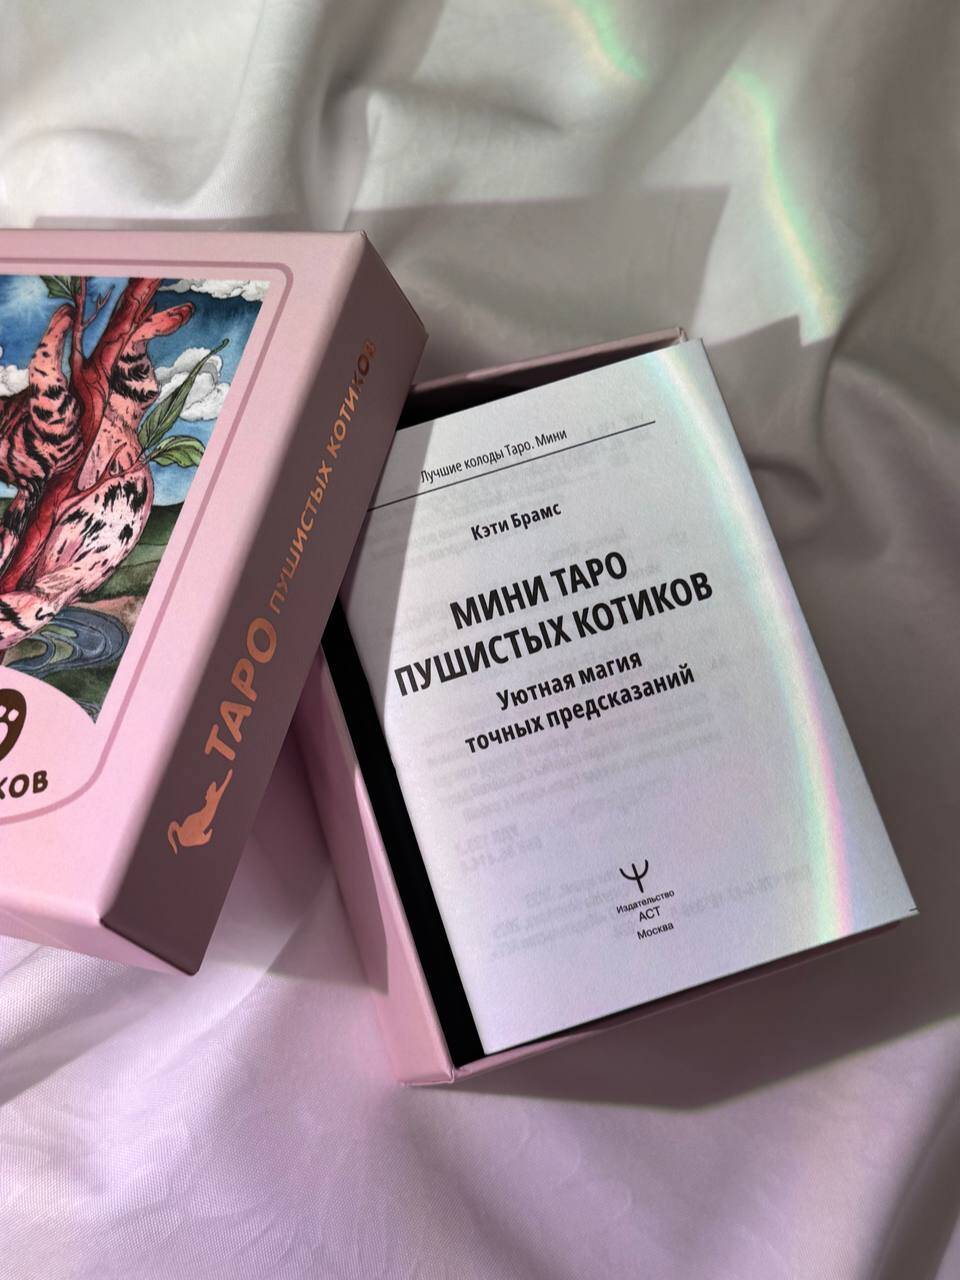 ТАРО ПУШИСТЫХ КОТИКОВ
КОВ
Лучшие колоды Таро. Мини
Кэти Брамс
МИНИ ТАРО
ПУШИСТЫХ КОТИКОВ
Уютная магия
точных предсказаний
Издательство
АСТ
Москва